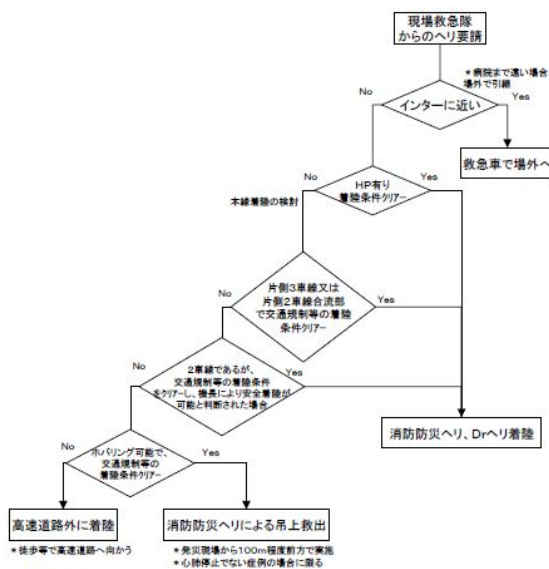 現場救急隊
からのヘリ要請
＊病院まで遠い場合、
場外で引継
No
インターに近い
Yes
救急車で場外へ
No
HP有り
着陸条件クリアー
Yes
本線着陸の検討
No
片側３車線又は
片側２車線合流部
で交通規制等の着陸
条件クリアー
Yes
No
２車線であるが、
交通規制等の着陸条件
をクリアーし、機長により安全着陸が
可能と判断された場合
Yes
消防防災ヘリ、Drヘリ着陸
No
ホバリング可能で、
交通規制等の
着陸条件クリアー
Yes
高速道路外に着陸
＊徒歩等で高速道路へ向かう
消防防災ヘリによる吊上救出
＊発災現場から100m程度前方で実施
＊心肺停止でない症例の場合に限る